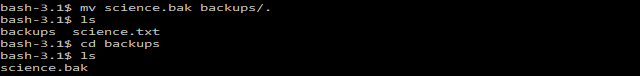 bash-3.1$ mv science.bak backups/.
bash-3.1$ ls
backups  science.txt
bash-3.1$ cd backups
bash-3.1$ ls
science.bak